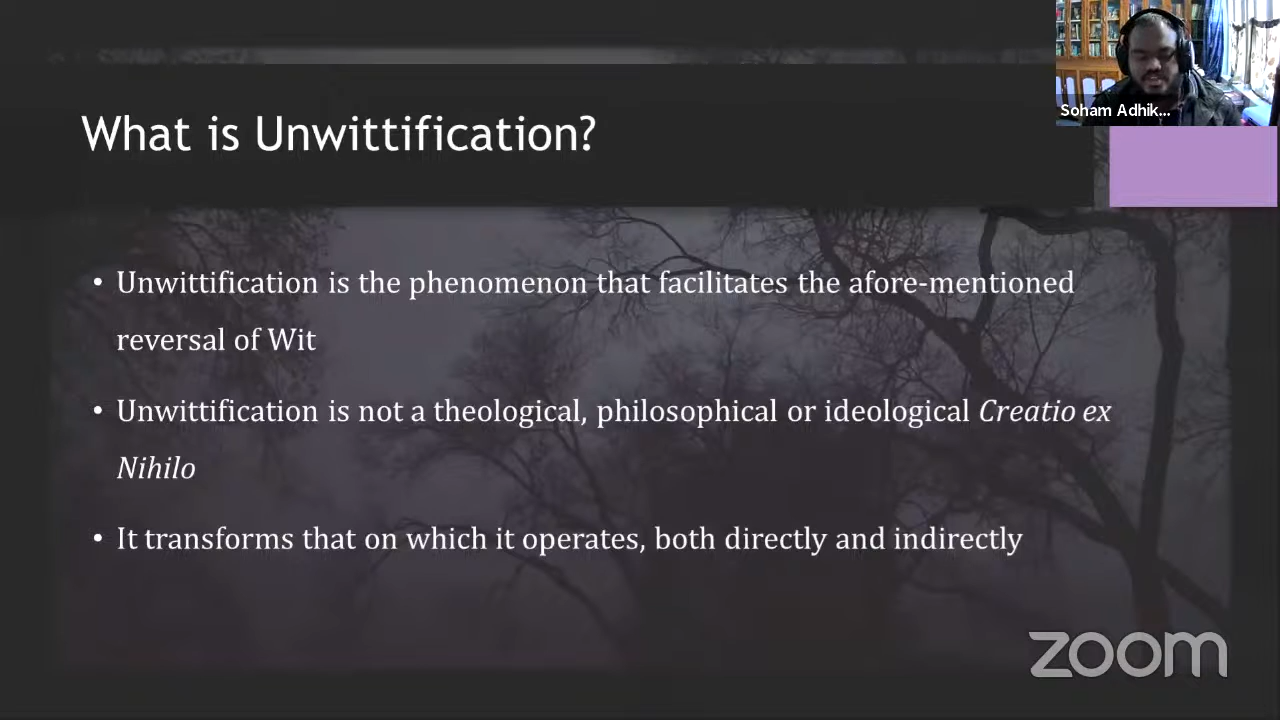 Soham Adhik...
What is Unwittification?
• Unwittification is the phenomenon that facilitates the afore-mentioned
reversal of Wit
• Unwittification is not a theological, philosophical or ideological Creatio ex
Nihilo
• It transforms that on which it operates, both directly and indirectly
zoom